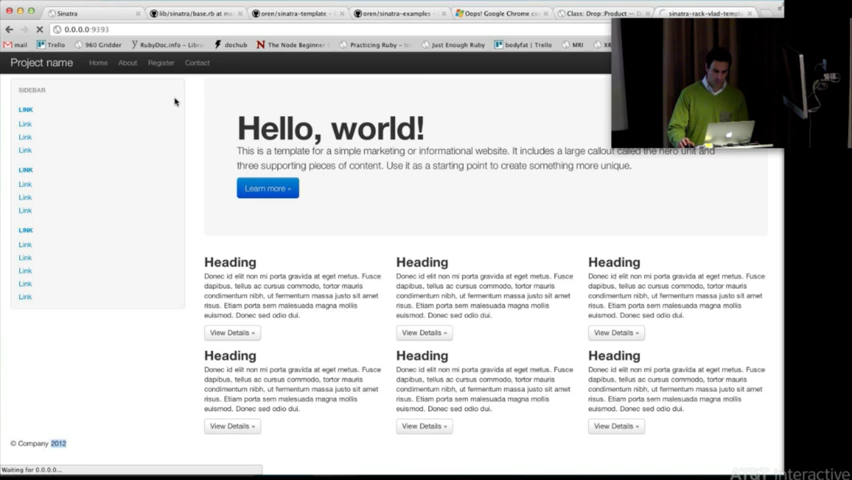 Sinatra
lib/sinatra/base.rb at m
oren/sinatra-template · C
oren/sinatra-examples ·
Oops! Google Chrome c
Class: Drop::Product — D
sinatra-rack-vlad-templ
0.0.0.0:9393
mail
Trello
960 Gridder
RubyDoc.info – Libra
dochub
The Node Beginner
Practicing Ruby
Just Enough Ruby
bodyfat | Trello
MRI
Project name
Home
About
Register
Contact
SIDEBAR
LINK
Link
Link
Link
LINK
Link
Link
Link
LINK
Link
Link
Link
Link
Link
Hello, world!
This is a template for a simple marketing or informational website. It includes a large callout called the hero unit and
three supporting pieces of content. Use it as a starting point to create something more unique.
Learn more »
Heading
Donec id elit non mi porta gravida at eget metus. Fusce
dapibus, tellus ac cursus commodo, tortor mauris
condimentum nibh, ut fermentum massa justo sit amet
risus. Etiam porta sem malesuada magna mollis
euismod. Donec sed odio dui.
View Details »
Heading
Donec id elit non mi porta gravida at eget metus. Fusce
dapibus, tellus ac cursus commodo, tortor mauris
condimentum nibh, ut fermentum massa justo sit amet
risus. Etiam porta sem malesuada magna mollis
euismod. Donec sed odio dui.
View Details »
Heading
Donec id elit non mi porta gravida at eget metus. Fusce
dapibus, tellus ac cursus commodo, tortor mauris
condimentum nibh, ut fermentum massa justo sit amet
risus. Etiam porta sem malesuada magna mollis
euismod. Donec sed odio dui.
View Details »
Heading
Donec id elit non mi porta gravida at eget metus. Fusce
dapibus, tellus ac cursus commodo, tortor mauris
condimentum nibh, ut fermentum massa justo sit amet
risus. Etiam porta sem malesuada magna mollis
euismod. Donec sed odio dui.
View Details »
Heading
Donec id elit non mi porta gravida at eget metus. Fusce
dapibus, tellus ac cursus commodo, tortor mauris
condimentum nibh, ut fermentum massa justo sit amet
risus. Etiam porta sem malesuada magna mollis
euismod. Donec sed odio dui.
View Details »
Heading
Donec id elit non mi porta gravida at eget metus. Fusce
dapibus, tellus ac cursus commodo, tortor mauris
condimentum nibh, ut fermentum massa justo sit amet
risus. Etiam porta sem malesuada magna mollis
euismod. Donec sed odio dui.
View Details »
© Company 2012
Waiting for 0.0.0.0...
AT&T Interactive